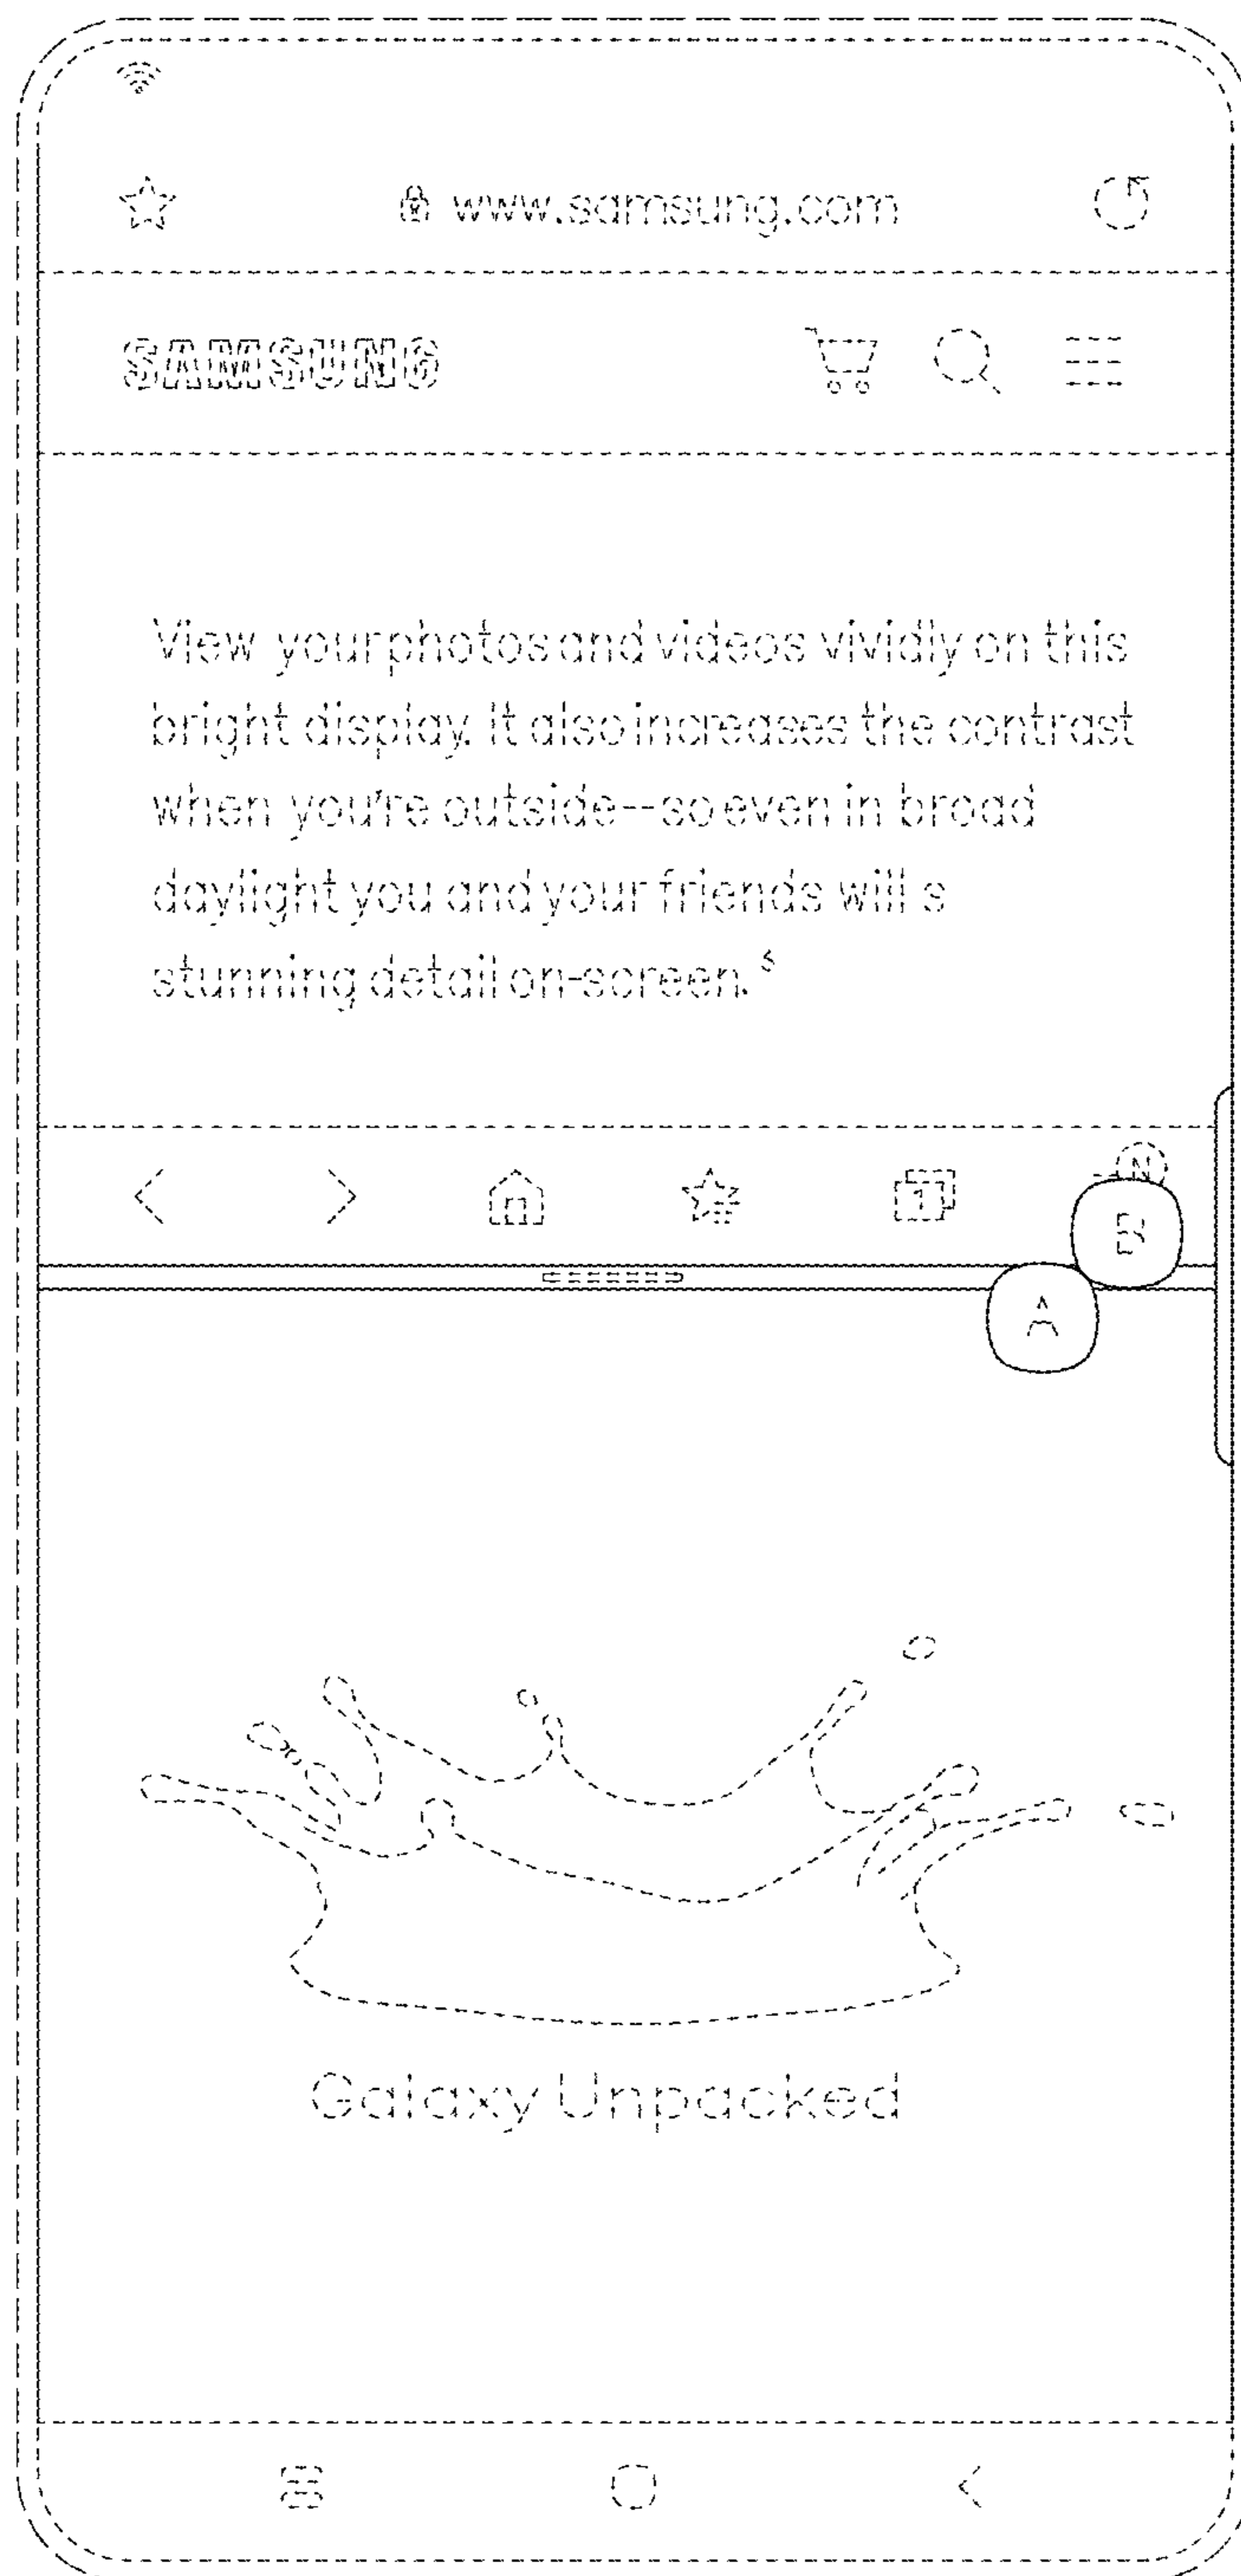 www.samsung.com
SAMSUNG
View your photos and videos vividly on this
bright display. It also increases the contrast
when you're outside--so even in broad
daylight you and your friends will s
stunning detail on-screen. 5
N
1
B
A
Galaxy Unpacked